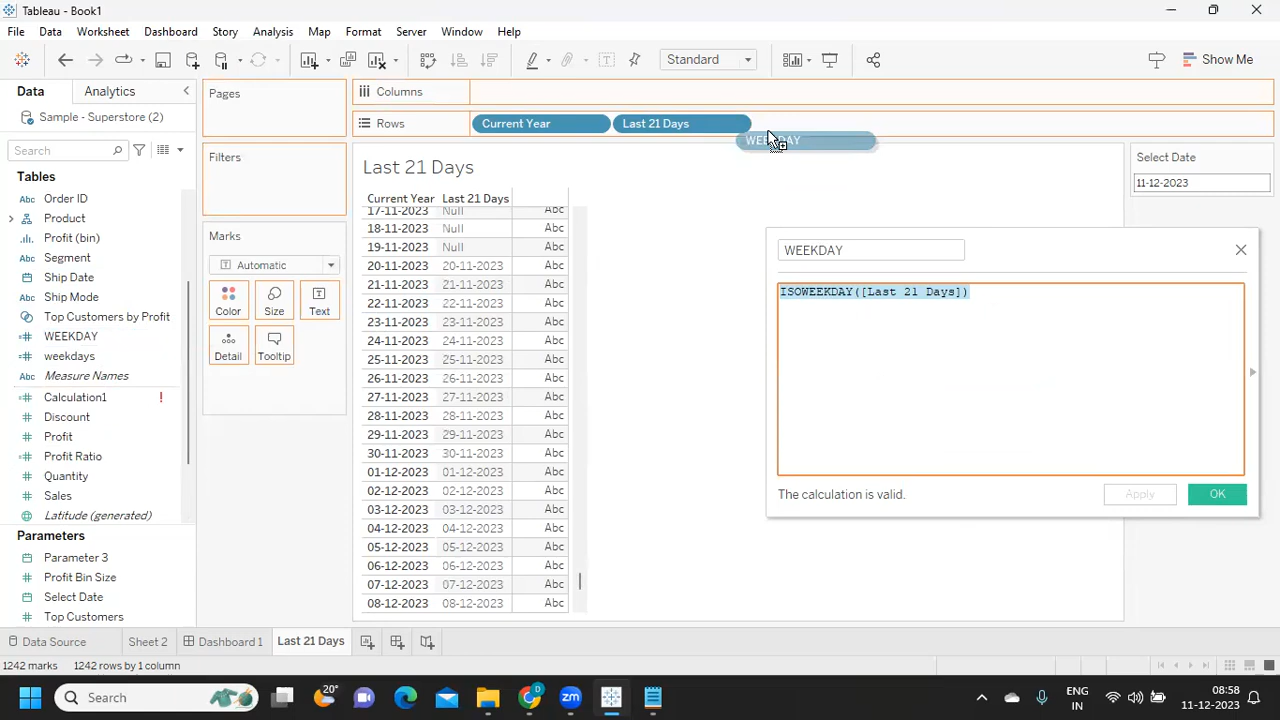 Tableau - Book1
File Data Worksheet Dashboard Story Analysis Map Format Server Window Help
Standard
Show Me
Data Analytics
Sample - Superstore (2)
Search
Tables
Order ID
Product
Profit (bin)
Segment
Ship Date
Ship Mode
Top Customers by Profit
WEEKDAY
weekdays
Measure Names
Calculation1 !
Discount
Profit
Profit Ratio
Quantity
Sales
Latitude (generated)
Parameters
Parameter 3
Profit Bin Size
Select Date
Top Customers
Pages
Filters
Marks
Automatic
Color Size Text
Detail Tooltip
Columns
Rows Current Year Last 21 Days
WEEKDAY
Last 21 Days
Current Year Last 21 Days
17-11-2023 Null Abc
18-11-2023 Null Abc
19-11-2023 Null Abc
20-11-2023 20-11-2023 Abc
21-11-2023 21-11-2023 Abc
22-11-2023 22-11-2023 Abc
23-11-2023 23-11-2023 Abc
24-11-2023 24-11-2023 Abc
25-11-2023 25-11-2023 Abc
26-11-2023 26-11-2023 Abc
27-11-2023 27-11-2023 Abc
28-11-2023 28-11-2023 Abc
29-11-2023 29-11-2023 Abc
30-11-2023 30-11-2023 Abc
01-12-2023 01-12-2023 Abc
02-12-2023 02-12-2023 Abc
03-12-2023 03-12-2023 Abc
04-12-2023 04-12-2023 Abc
05-12-2023 05-12-2023 Abc
06-12-2023 06-12-2023 Abc
07-12-2023 07-12-2023 Abc
08-12-2023 08-12-2023 Abc
Select Date
11-12-2023
WEEKDAY
ISOWEEKDAY([Last 21 Days])
The calculation is valid.
Apply OK
Data Source Sheet 2 Dashboard 1 Last 21 Days
1242 marks 1242 rows by 1 column
Search
20°
ENG
IN
08:58
11-12-2023